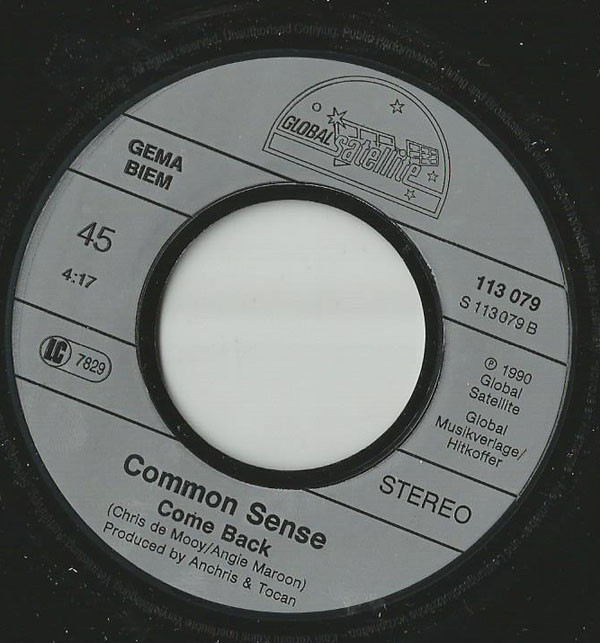 GLOBAL
satellite
GEMA
BIEM
45
4:17
LC 7829
113 079
S 113 079 B
℗ 1990
Global
Satellite
Global
Musikverlage/
Hitkoffer
STEREO
Common Sense
Come Back
(Chris de Mooy/Angie Maroon)
Produced by Anchris & Tocan